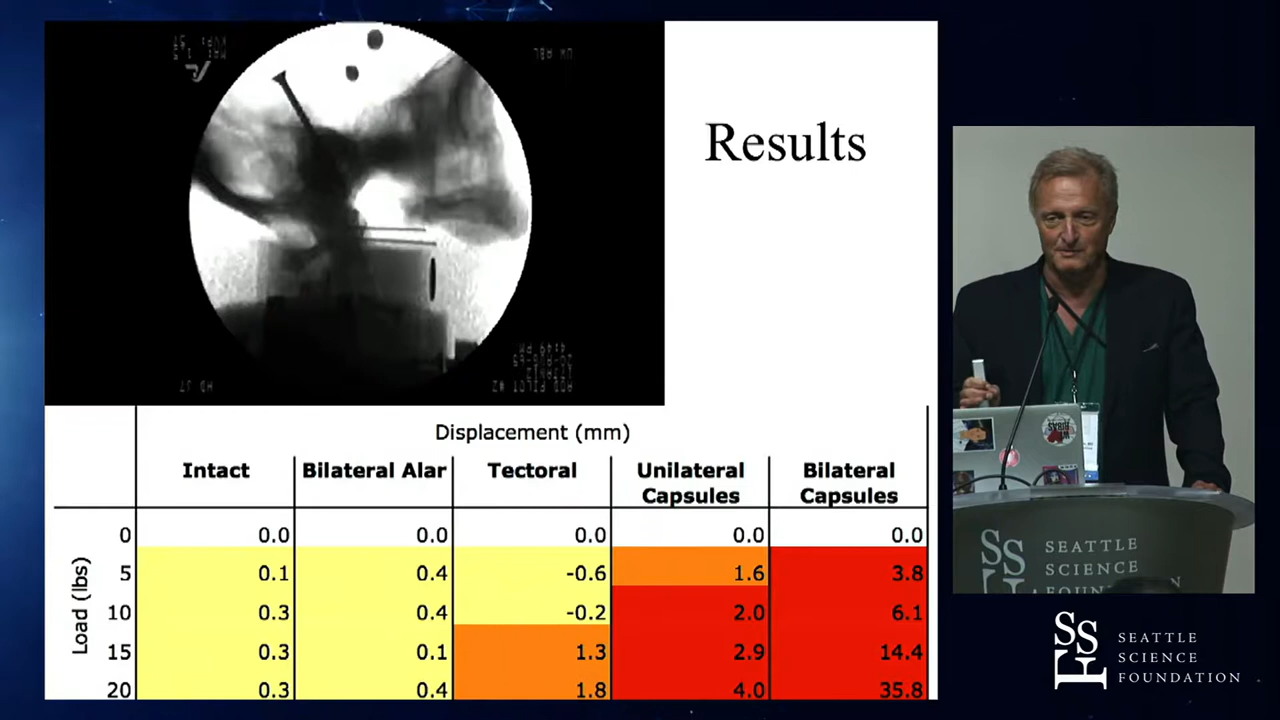 Results
Displacement (mm)
Intact Bilateral Alar Tectoral Unilateral Capsules Bilateral Capsules
Load (lbs)
0 0.0 0.0 0.0 0.0 0.0
5 0.1 0.4 -0.6 1.6 3.8
10 0.3 0.4 -0.2 2.0 6.1
15 0.3 0.1 1.3 2.9 14.4
20 0.3 0.4 1.8 4.0 35.8
SSF
SEATTLE
SCIENCE
FOUNDATION
SSF
SEATTLE
SCIENCE
FOUNDATION